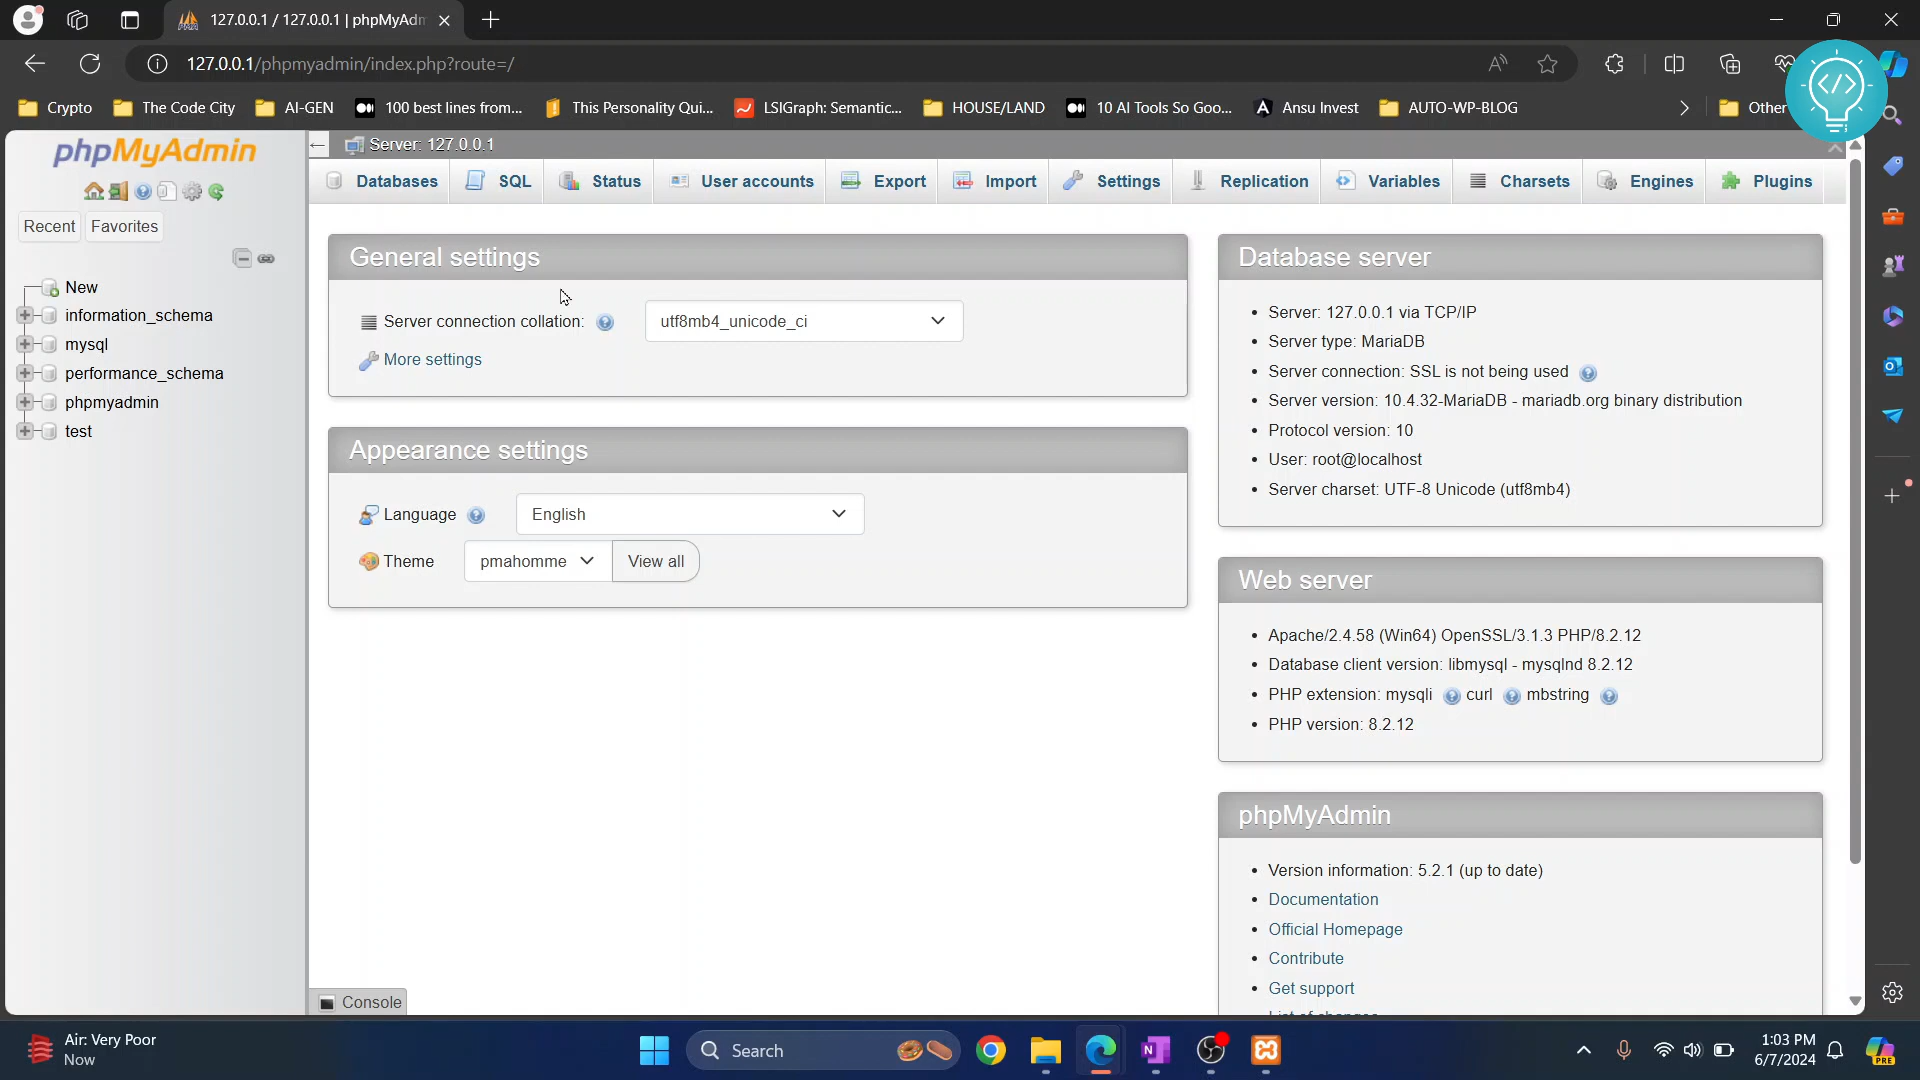 127.0.0.1 / 127.0.0.1 | phpMyAdm
127.0.0.1/phpmyadmin/index.php?route=/
Crypto
The Code City
AI-GEN
100 best lines from...
This Personality Qui...
LSIGraph: Semantic...
HOUSE/LAND
10 AI Tools So Goo...
Ansu Invest
AUTO-WP-BLOG
Other
phpMyAdmin
Recent
Favorites
New
information_schema
mysql
performance_schema
phpmyadmin
test
Server: 127.0.0.1
Databases
SQL
Status
User accounts
Export
Import
Settings
Replication
Variables
Charsets
Engines
Plugins
General settings
Server connection collation:
utf8mb4_unicode_ci
More settings
Appearance settings
Language
English
Theme
pmahomme
View all
Database server
• Server: 127.0.0.1 via TCP/IP
• Server type: MariaDB
• Server connection: SSL is not being used
• Server version: 10.4.32-MariaDB - mariadb.org binary distribution
• Protocol version: 10
• User: root@localhost
• Server charset: UTF-8 Unicode (utf8mb4)
Web server
• Apache/2.4.58 (Win64) OpenSSL/3.1.3 PHP/8.2.12
• Database client version: libmysql - mysqlnd 8.2.12
• PHP extension: mysqli curl mbstring
• PHP version: 8.2.12
phpMyAdmin
• Version information: 5.2.1 (up to date)
• Documentation
• Official Homepage
• Contribute
• Get support
Console
Air: Very Poor
Now
Search
1:03 PM
6/7/2024
PRE